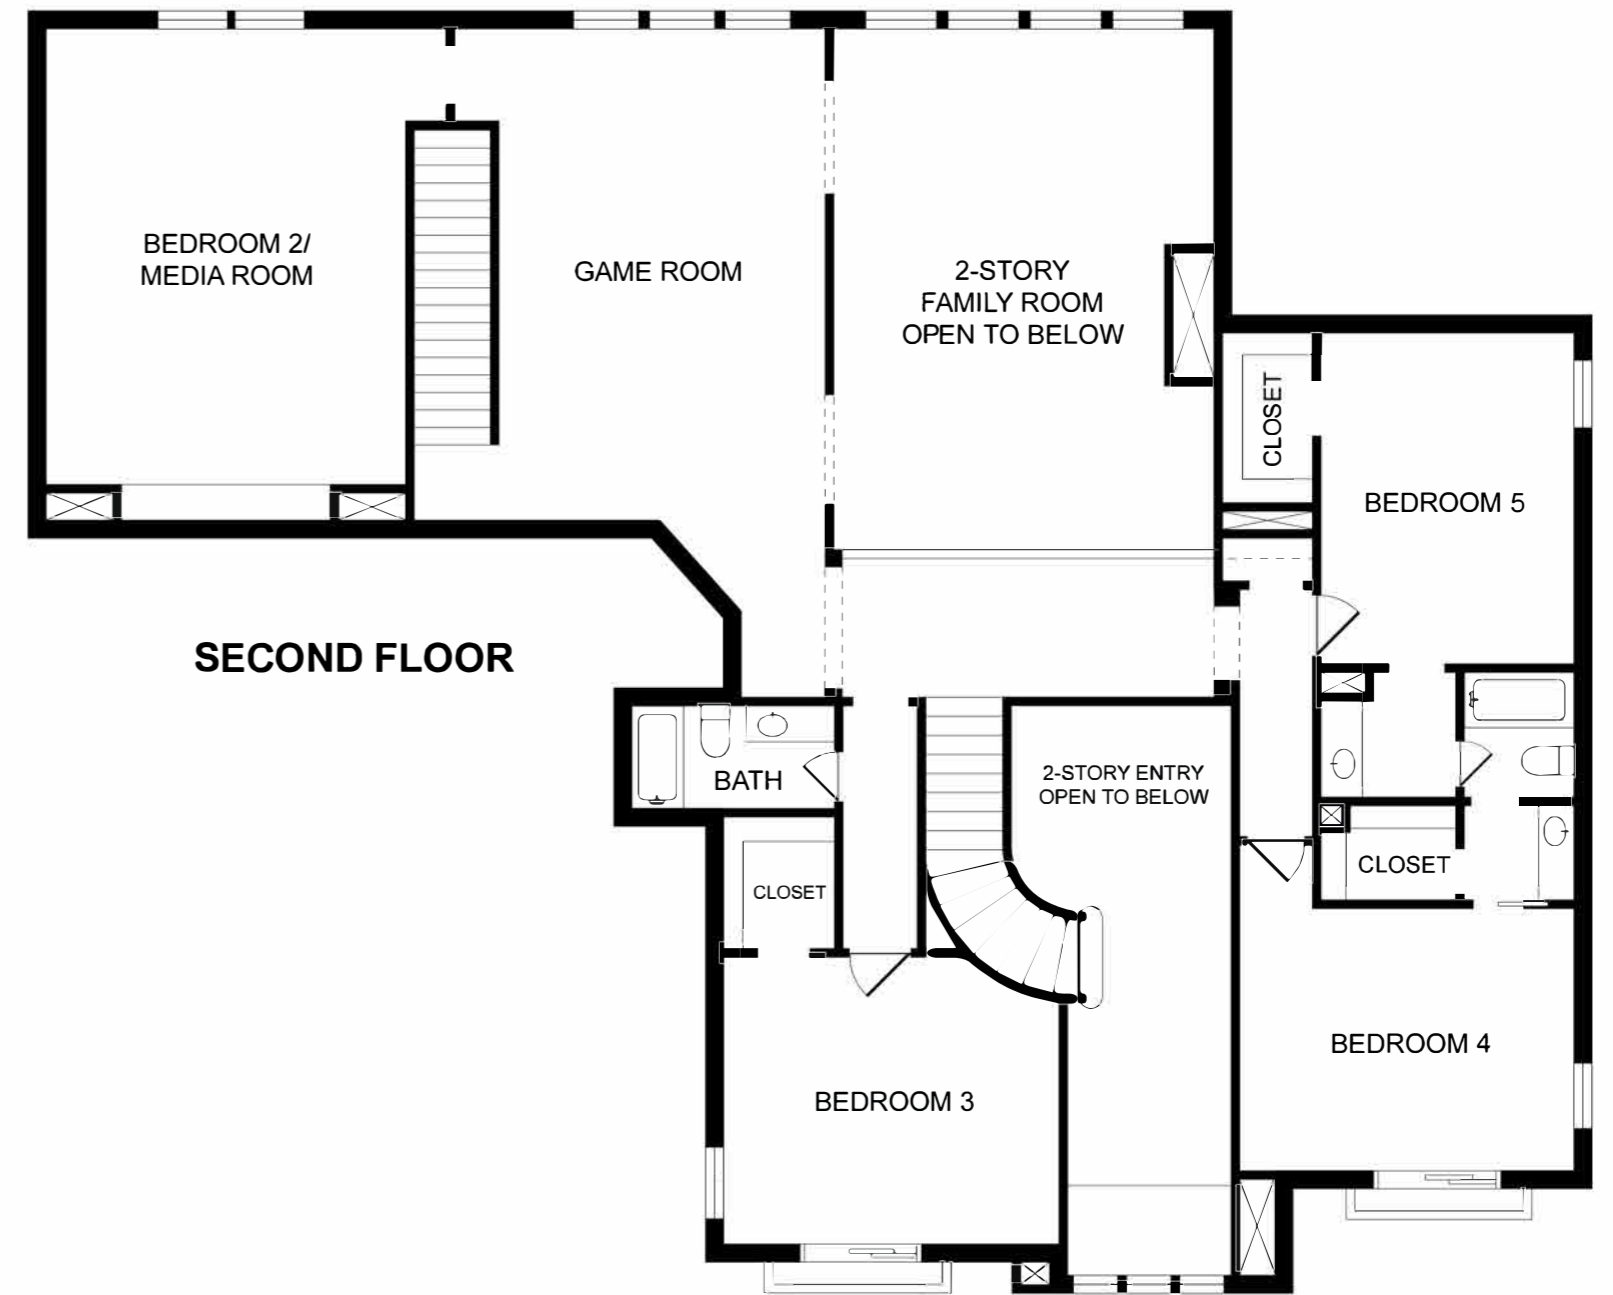 BEDROOM 2/
MEDIA ROOM
GAME ROOM
2-STORY
FAMILY ROOM
OPEN TO BELOW
CLOSET
BEDROOM 5
SECOND FLOOR
BATH
2-STORY ENTRY
OPEN TO BELOW
CLOSET
CLOSET
BEDROOM 4
BEDROOM 3